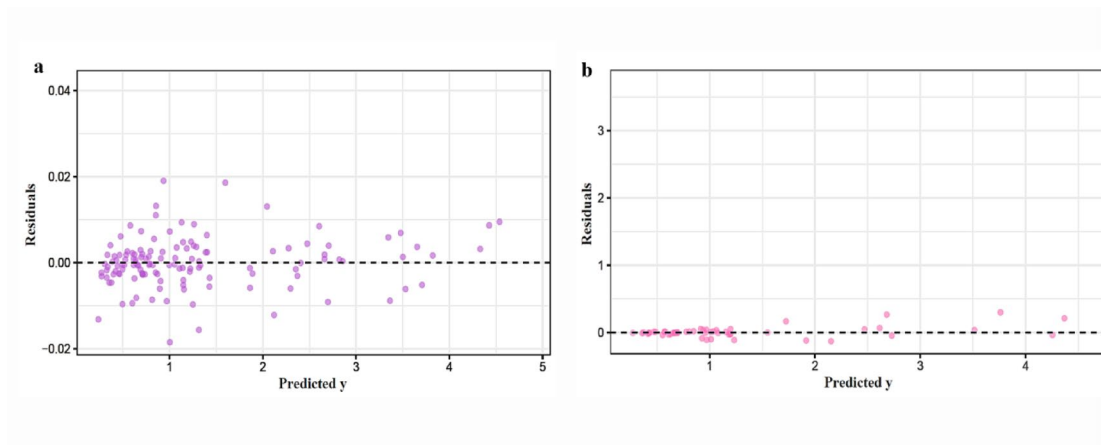 a
0.04
0.02
0.00
−0.02
Residuals
1 2 3 4 5
Predicted y
b
3
2
1
0
Residuals
1 2 3 4
Predicted y